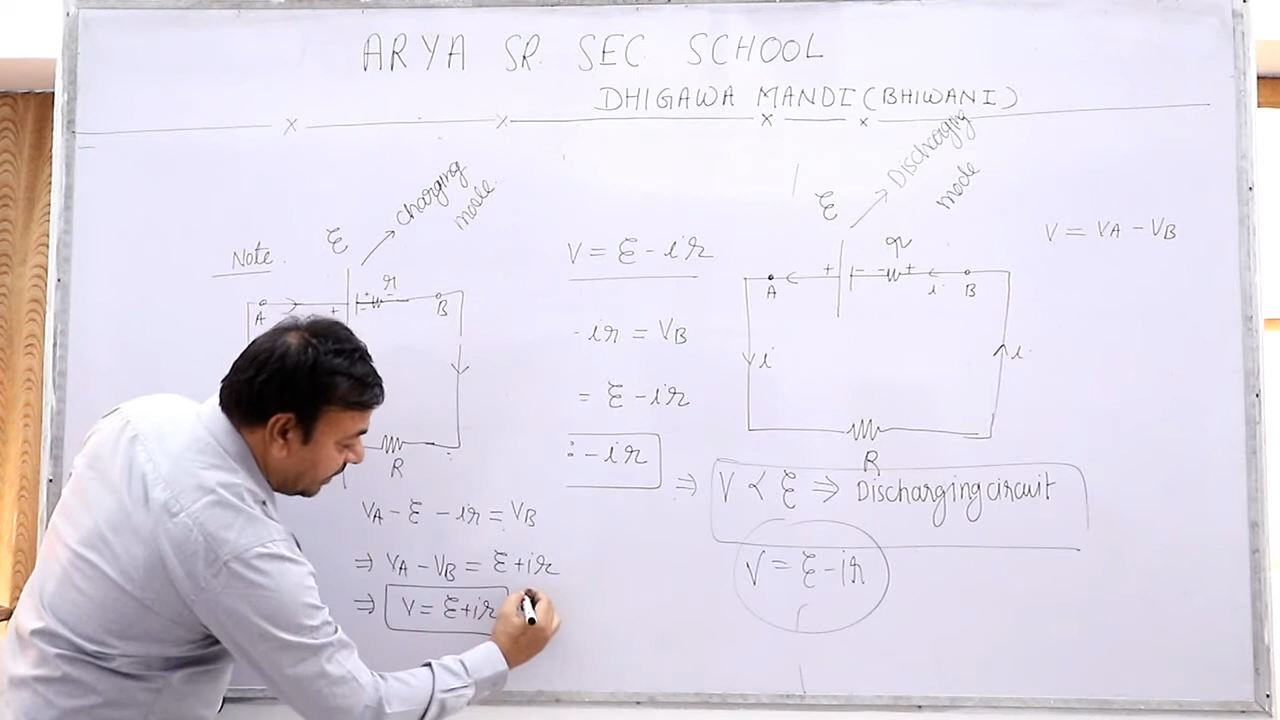 ARYA SR. SEC. SCHOOL
DHIGAWA MANDI (BHIWANI)
Note.
ξ
Charging
mode.
+ r
+ - -
A
B
R
VA - ξ - ir = VB
⇒ VA - VB = ξ + ir
⇒ V = ξ + ir
V = ξ - ir
- ir = VB
= ξ - ir
- ir
ξ
Discharging
mode
r
+ - - +
A
i
B
i
i
R
V = VA - VB
⇒ V < ξ ⇒ Discharging circuit
V = ξ - ir